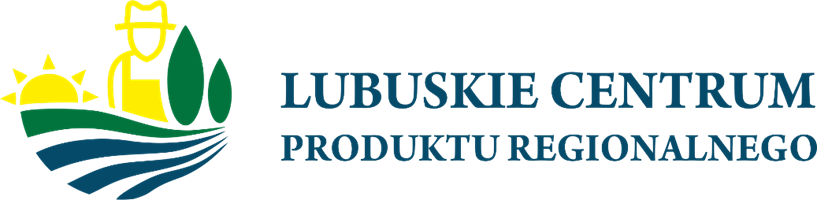 LUBUSKIE CENTRUM
PRODUKTU REGIONALNEGO